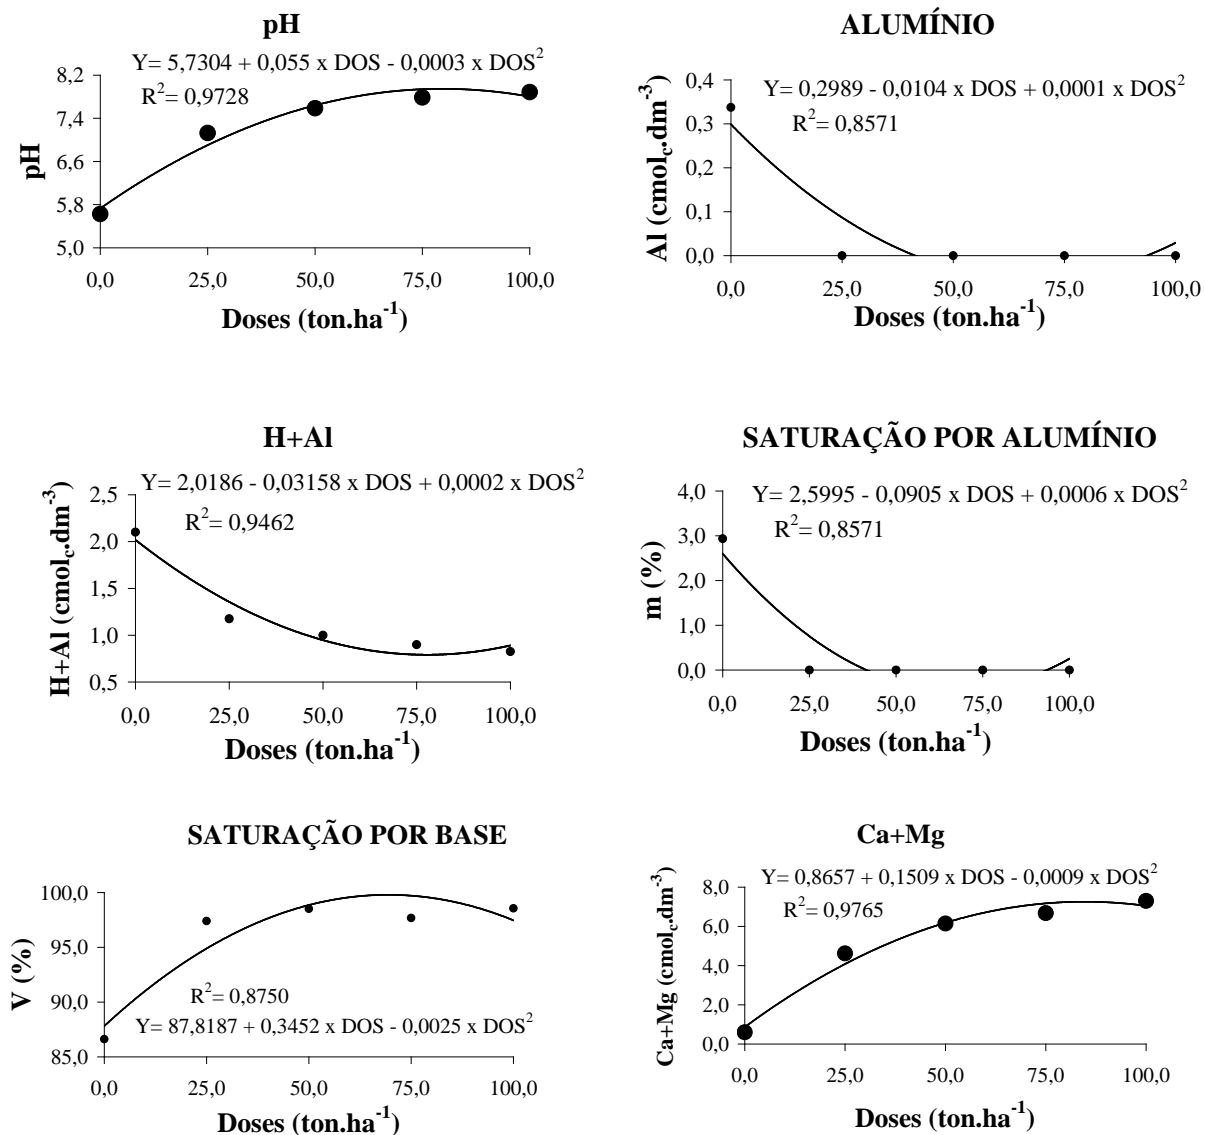 pH
Y= 5,7304 + 0,055 x DOS - 0,0003 x DOS²
R²= 0,9728
8,2
7,4
6,6
5,8
5,0
pH
0,0 25,0 50,0 75,0 100,0
Doses (ton.ha⁻¹)
ALUMÍNIO
Y= 0,2989 - 0,0104 x DOS + 0,0001 x DOS²
R²= 0,8571
0,4
0,3
0,2
0,1
0,0
Al (cmol_c.dm⁻³)
0,0 25,0 50,0 75,0 100,0
Doses (ton.ha⁻¹)
H+Al
Y= 2,0186 - 0,03158 x DOS + 0,0002 x DOS²
R²= 0,9462
2,5
2,0
1,5
1,0
0,5
H+Al (cmol_c.dm⁻³)
0,0 25,0 50,0 75,0 100,0
Doses (ton.ha⁻¹)
SATURAÇÃO POR ALUMÍNIO
Y= 2,5995 - 0,0905 x DOS + 0,0006 x DOS²
R²= 0,8571
4,0
3,0
2,0
1,0
0,0
m (%)
0,0 25,0 50,0 75,0 100,0
Doses (ton.ha⁻¹)
SATURAÇÃO POR BASE
100,0
95,0
90,0
85,0
V (%)
R²= 0,8750
Y= 87,8187 + 0,3452 x DOS - 0,0025 x DOS²
0,0 25,0 50,0 75,0 100,0
Doses (ton.ha⁻¹)
Ca+Mg
Y= 0,8657 + 0,1509 x DOS - 0,0009 x DOS²
R²= 0,9765
8,0
6,0
4,0
2,0
0,0
Ca+Mg (cmol_c.dm⁻³)
0,0 25,0 50,0 75,0 100,0
Doses (ton.ha⁻¹)